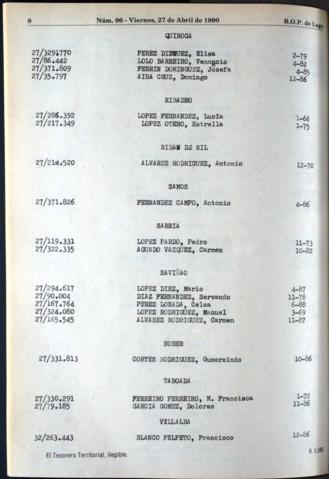 8 Núm. 96 - Viernes, 27 de Abril de 1990 B.O.P. de Lugo
QUIROGA
27/3291770 PEREZ DIEGUEZ, Elisa 2-79
27/86.442 LOLO BARREIRO, Venancio 4-82
27/371.809 FERRIN DOMINGUEZ, Josefa 4-85
27/35.797 AIRA CRUZ, Domingo 12-86
RIBADEO
27/286.392 LOPEZ FERNANDEZ, Lucía 1-66
27/217.349 LOPEZ OTERO, Estrella 1-75
RIBAS DE SIL
27/214.520 ALVAREZ RODRIGUEZ, Antonio 12-70
SAMOS
27/371.826 FERNANDEZ CAMPO, Antonio 4-86
SARRIA
27/119.331 LOPEZ PARDO, Pedro 11-73
27/322.335 AGUADO VAZQUEZ, Carmen 10-82
SAVIÑAO
27/294.617 LOPEZ DIEZ, Mario 4-87
27/90.004 DIAZ FERNANDEZ, Servando 11-78
27/167.764 PEREZ LOSADA, Celsa 6-88
27/324.080 LOPEZ RODRIGUEZ, Manuel 3-69
27/165.545 ALVAREZ RODRIGUEZ, Carmen 11-87
SOBER
27/331.813 CORTES RODRIGUEZ, Gumersindo 10-86
TABOADA
27/330.291 FERREIRO FERREIRO, M. Francisca 1-72
27/79.185 GARCIA GOMEZ, Dolores 11-86
VILLALBA
32/263.443 BLANCO FELPETO, Francisco 12-86
El Tesorero Territorial, ilegible.